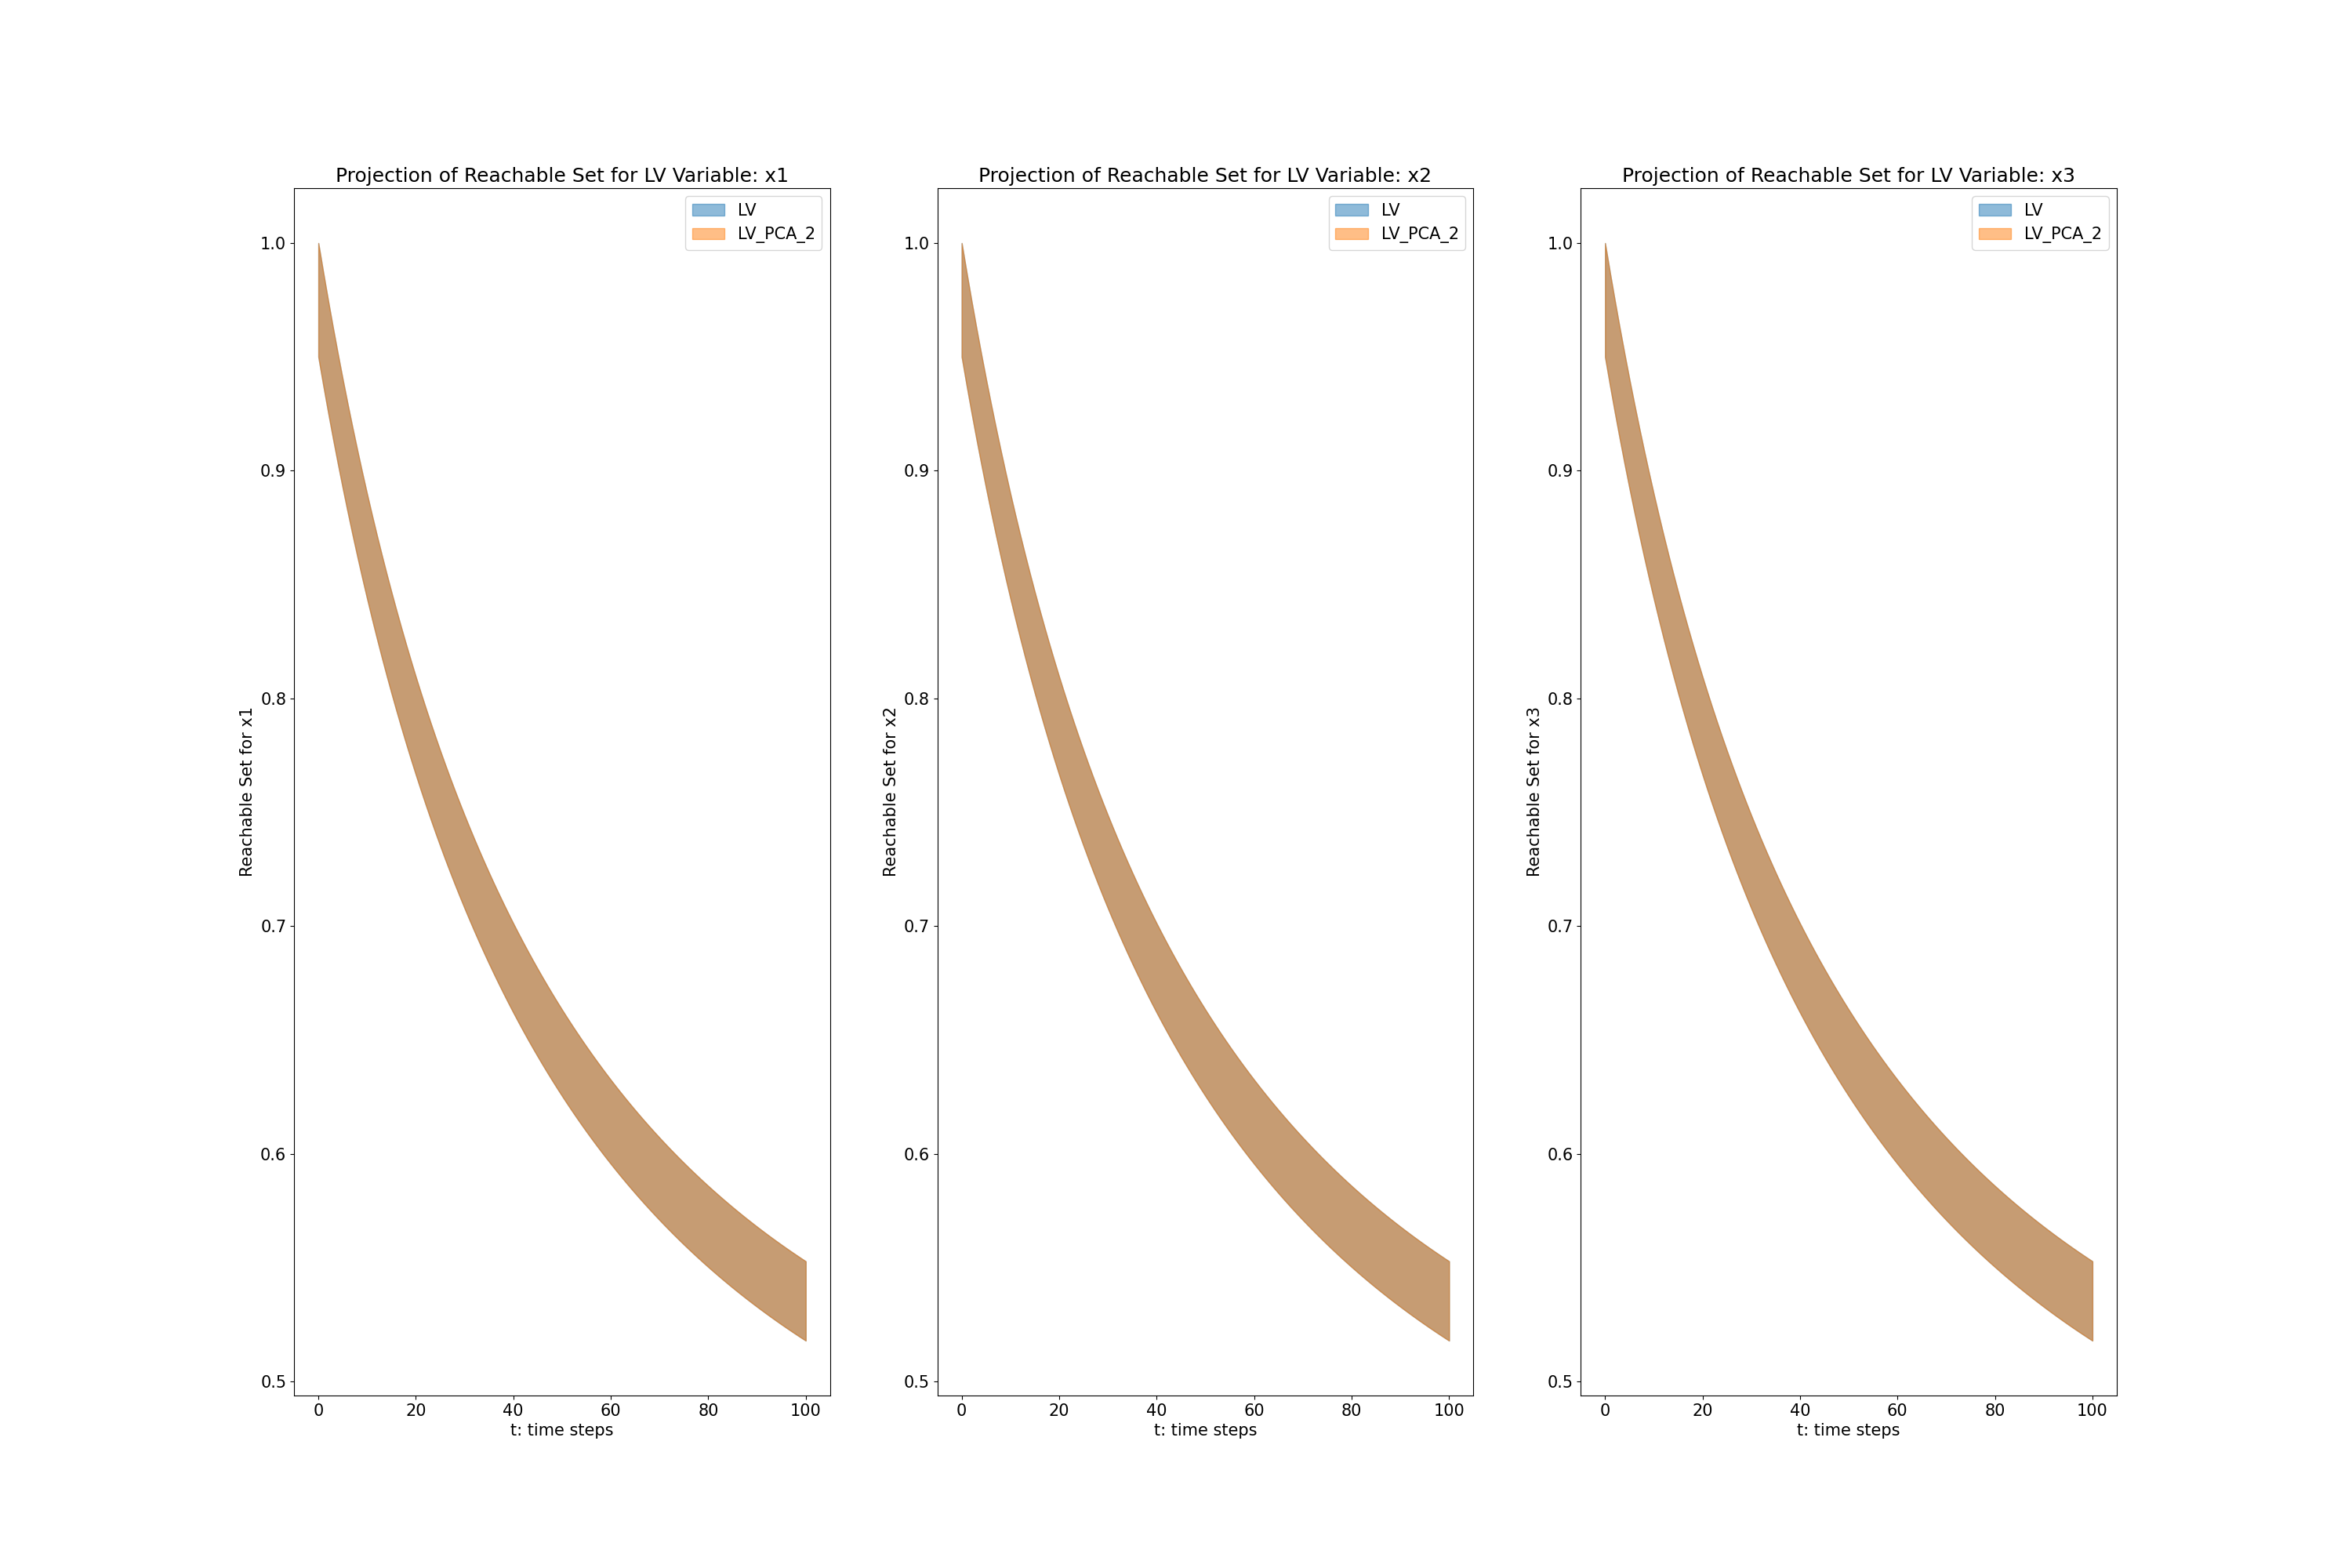 Projection of Reachable Set for LV Variable: x1
LV
LV_PCA_2
1.0
0.9
0.8
0.7
0.6
0.5
Reachable Set for x1
0 20 40 60 80 100
t: time steps
Projection of Reachable Set for LV Variable: x2
LV
LV_PCA_2
1.0
0.9
0.8
0.7
0.6
0.5
Reachable Set for x2
0 20 40 60 80 100
t: time steps
Projection of Reachable Set for LV Variable: x3
LV
LV_PCA_2
1.0
0.9
0.8
0.7
0.6
0.5
Reachable Set for x3
0 20 40 60 80 100
t: time steps